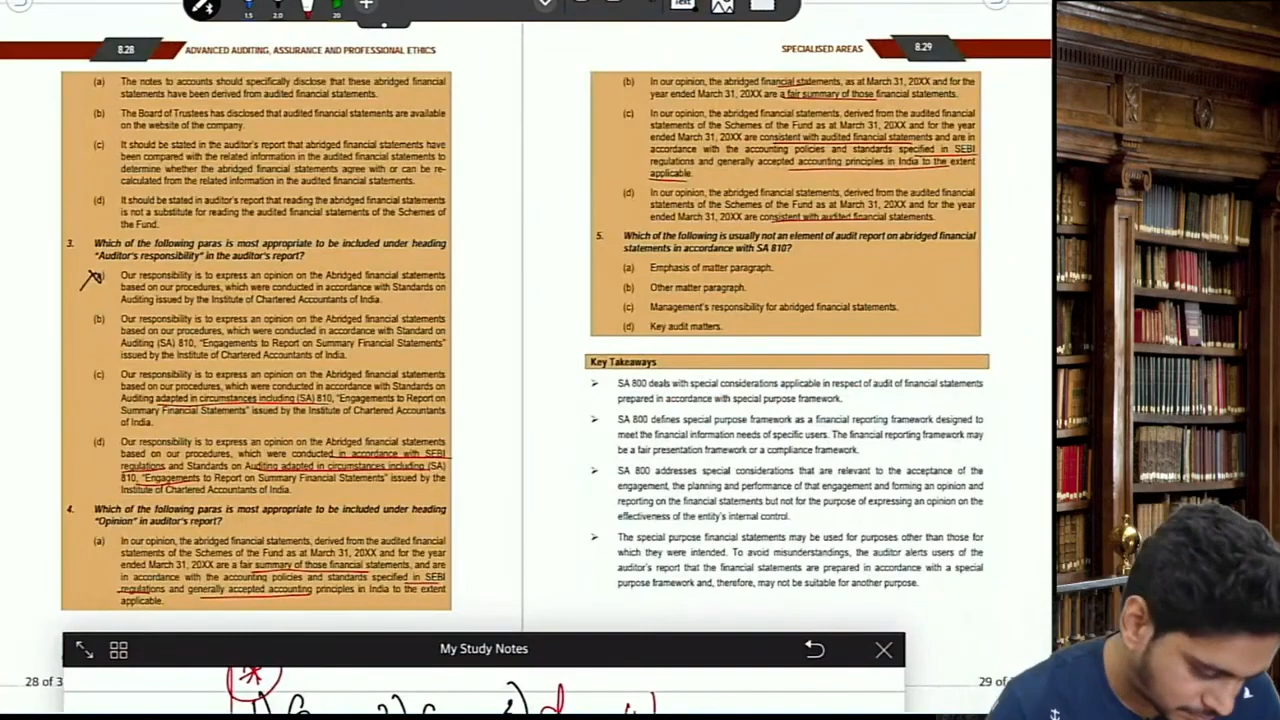 1.5
2.0
20
Text
8.28
ADVANCED AUDITING, ASSURANCE AND PROFESSIONAL ETHICS
(a) The notes to accounts should specifically disclose that these abridged financial
statements have been derived from audited financial statements.
(b) The Board of Trustees has disclosed that audited financial statements are available
on the website of the company.
(c) It should be stated in the auditor's report that abridged financial statements have
been compared with the related information in the audited financial statements to
determine whether the abridged financial statements agree with or can be re-
calculated from the related information in the audited financial statements.
(d) It should be stated in auditor's report that reading the abridged financial statements
is not a substitute for reading the audited financial statements of the Schemes of
the Fund.
3. Which of the following paras is most appropriate to be included under heading
"Auditor's responsibility" in the auditor's report?
Our responsibility is to express an opinion on the Abridged financial statements
based on our procedures, which were conducted in accordance with Standards on
Auditing issued by the Institute of Chartered Accountants of India.
(b) Our responsibility is to express an opinion on the Abridged financial statements
based on our procedures, which were conducted in accordance with Standard on
Auditing (SA) 810, "Engagements to Report on Summary Financial Statements"
issued by the Institute of Chartered Accountants of India.
(c) Our responsibility is to express an opinion on the Abridged financial statements
based on our procedures, which were conducted in accordance with Standards on
Auditing adapted in circumstances including (SA) 810, "Engagements to Report on
Summary Financial Statements" issued by the Institute of Chartered Accountants
of India.
(d) Our responsibility is to express an opinion on the Abridged financial statements
based on our procedures, which were conducted in accordance with SEBI
regulations and Standards on Auditing adapted in circumstances including (SA)
810, "Engagements to Report on Summary Financial Statements" issued by the
Institute of Chartered Accountants of India.
4. Which of the following paras is most appropriate to be included under heading
"Opinion" in auditor's report?
(a) In our opinion, the abridged financial statements, derived from the audited financial
statements of the Schemes of the Fund as at March 31, 20XX and for the year
ended March 31, 20XX are a fair summary of those financial statements, and are
in accordance with the accounting policies and standards specified in SEBI
regulations and generally accepted accounting principles in India to the extent
applicable.
SPECIALISED AREAS
8.29
(b) In our opinion, the abridged financial statements, as at March 31, 20XX and for the
year ended March 31, 20XX are a fair summary of those financial statements.
(c) In our opinion, the abridged financial statements, derived from the audited financial
statements of the Schemes of the Fund as at March 31, 20XX and for the year
ended March 31, 20XX are consistent with audited financial statements and are in
accordance with the accounting policies and standards specified in SEBI
regulations and generally accepted accounting principles in India to the extent
applicable.
(d) In our opinion, the abridged financial statements, derived from the audited financial
statements of the Schemes of the Fund as at March 31, 20XX and for the year
ended March 31, 20XX are consistent with audited financial statements.
5. Which of the following is usually not an element of audit report on abridged financial
statements in accordance with SA 810?
(a) Emphasis of matter paragraph.
(b) Other matter paragraph.
(c) Management's responsibility for abridged financial statements.
(d) Key audit matters.
Key Takeaways
➢ SA 800 deals with special considerations applicable in respect of audit of financial statements
prepared in accordance with special purpose framework.
➢ SA 800 defines special purpose framework as a financial reporting framework designed to
meet the financial information needs of specific users. The financial reporting framework may
be a fair presentation framework or a compliance framework.
➢ SA 800 addresses special considerations that are relevant to the acceptance of the
engagement, the planning and performance of that engagement and forming an opinion and
reporting on the financial statements but not for the purpose of expressing an opinion on the
effectiveness of the entity's internal control.
➢ The special purpose financial statements may be used for purposes other than those for
which they were intended. To avoid misunderstandings, the auditor alerts users of the
auditor's report that the financial statements are prepared in accordance with a special
purpose framework and, therefore, may not be suitable for another purpose.
My Study Notes
28 of 3
29 of